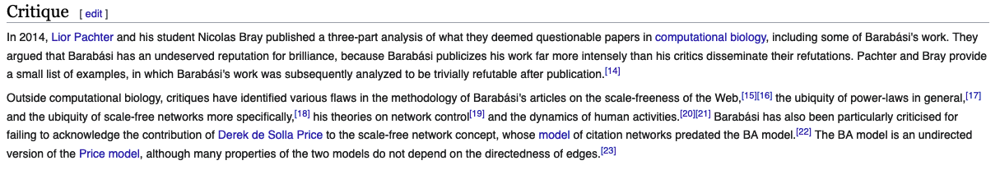 Critique [ edit ]
In 2014, Lior Pachter and his student Nicolas Bray published a three-part analysis of what they deemed questionable papers in computational biology, including some of Barabási's work. They
argued that Barabási has an undeserved reputation for brilliance, because Barabási publicizes his work far more intensely than his critics disseminate their refutations. Pachter and Bray provide
a small list of examples, in which Barabási's work was subsequently analyzed to be trivially refutable after publication.[14]
Outside computational biology, critiques have identified various flaws in the methodology of Barabási's articles on the scale-freeness of the Web,[15][16] the ubiquity of power-laws in general,[17]
and the ubiquity of scale-free networks more specifically,[18] his theories on network control[19] and the dynamics of human activities.[20][21] Barabási has also been particularly criticised for
failing to acknowledge the contribution of Derek de Solla Price to the scale-free network concept, whose model of citation networks predated the BA model.[22] The BA model is an undirected
version of the Price model, although many properties of the two models do not depend on the directedness of edges.[23]